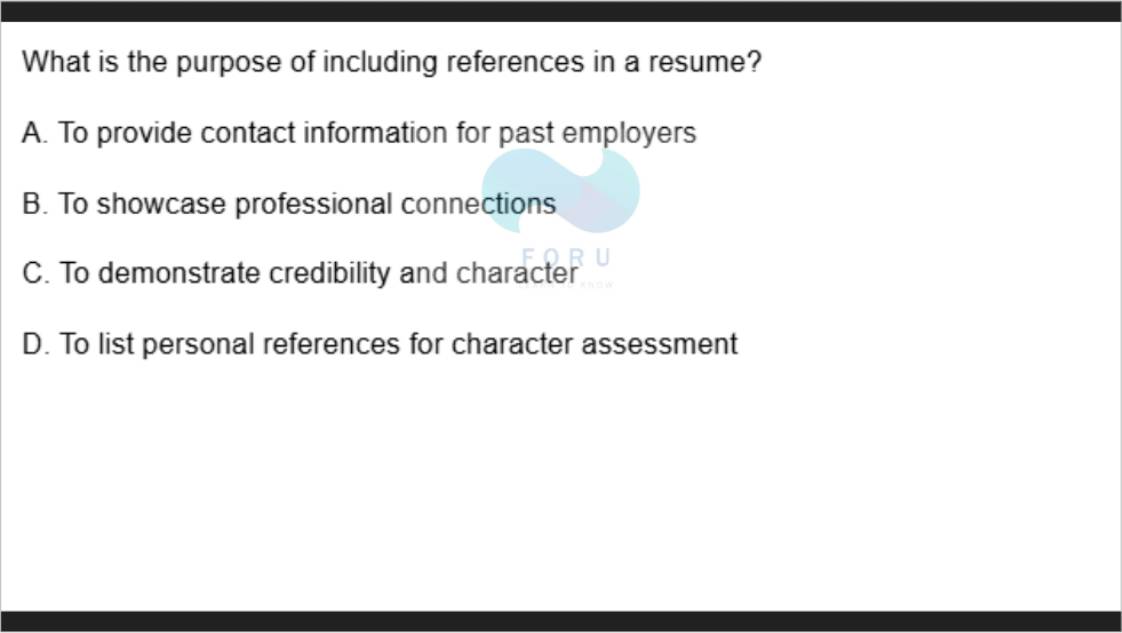 What is the purpose of including references in a resume?
A. To provide contact information for past employers
B. To showcase professional connections
FORU
C. To demonstrate credibility and character
D. To list personal references for character assessment